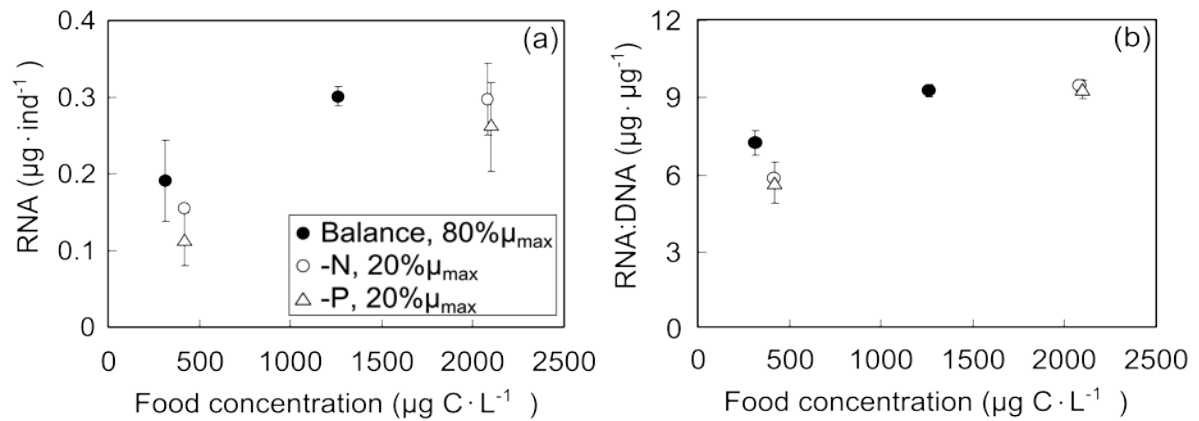 (a)
0.4
0.3
0.2
0.1
0
RNA (µg·ind⁻¹)
Balance, 80%µmax
-N, 20%µmax
-P, 20%µmax
0 500 1000 1500 2000 2500
Food concentration (µg C·L⁻¹ )
(b)
12
9
6
3
0
RNA:DNA (µg·µg⁻¹)
0 500 1000 1500 2000 2500
Food concentration (µg C·L⁻¹ )